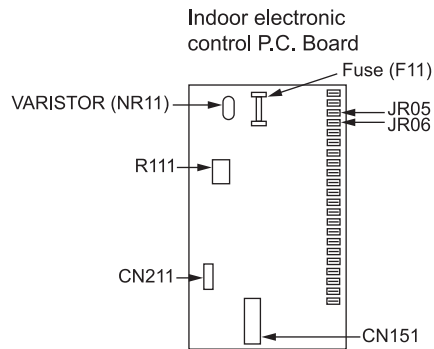 Indoor electronic
control P.C. Board
Fuse (F11)
VARISTOR (NR11)
JR05
JR06
R111
CN211
CN151